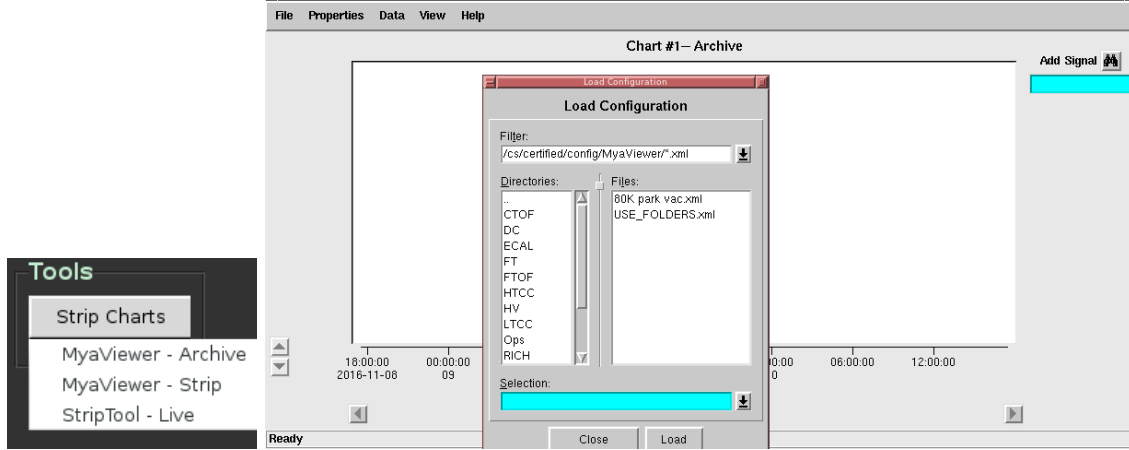 Tools
Strip Charts
MyaViewer - Archive
MyaViewer - Strip
StripTool - Live
File Properties Data View Help
Chart #1– Archive
Add Signal
Load Configuration
Load Configuration
Filter:
/cs/certified/config/MyaViewer/*.xml
Directories:
..
CTOF
DC
ECAL
FT
FTOF
HTCC
HV
LTCC
Ops
RICH
Files:
80K park vac.xml
USE_FOLDERS.xml
18:00:00 00:00:00 06:00:00 12:00:00
2016-11-08 09
Selection:
Close Load
Ready